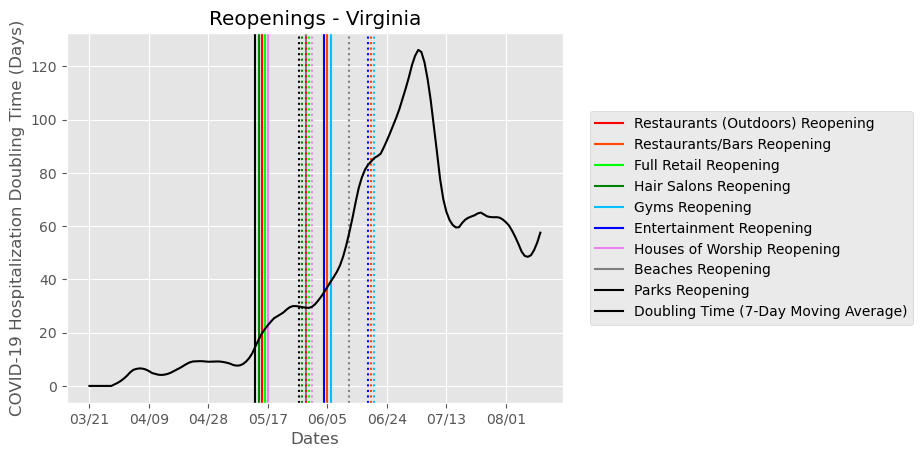 Reopenings - Virginia
COVID-19 Hospitalization Doubling Time (Days)
120
100
80
60
40
20
0
03/21 04/09 04/28 05/17 06/05 06/24 07/13 08/01
Dates
Restaurants (Outdoors) Reopening
Restaurants/Bars Reopening
Full Retail Reopening
Hair Salons Reopening
Gyms Reopening
Entertainment Reopening
Houses of Worship Reopening
Beaches Reopening
Parks Reopening
Doubling Time (7-Day Moving Average)